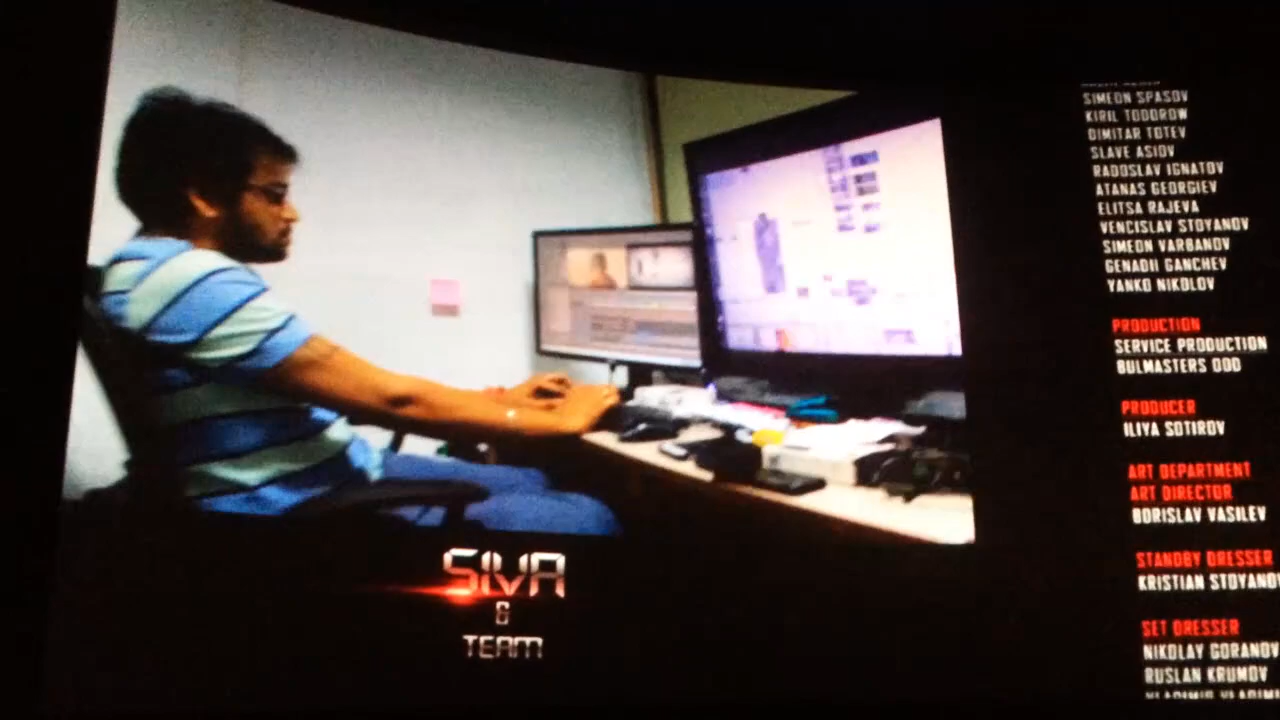 SIVA
&
TEAM
SIMEON SPASOV
KIRIL TODOROW
DIMITAR TOTEV
SLAVE ASIOV
RADOSLAV IGNATOV
ATANAS GEORGIEV
ELITSA RAJEVA
VENCISLAV STOYANOV
SIMEON VARBANOV
GENADII GANCHEV
YANKO NIKOLOV
PRODUCTION
SERVICE PRODUCTION
BULMASTERS OOD
PRODUCER
ILIYA SOTIROV
ART DEPARTMENT
ART DIRECTOR
BORISLAV VASILEV
STANDBY DRESSER
KRISTIAN STOYANO
SET DRESSER
NIKOLAY GORANOV
RUSLAN KRUMOV